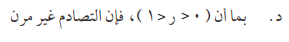 د. بما أن (٠ < ر < ١)، فإن التصادم غير مرن